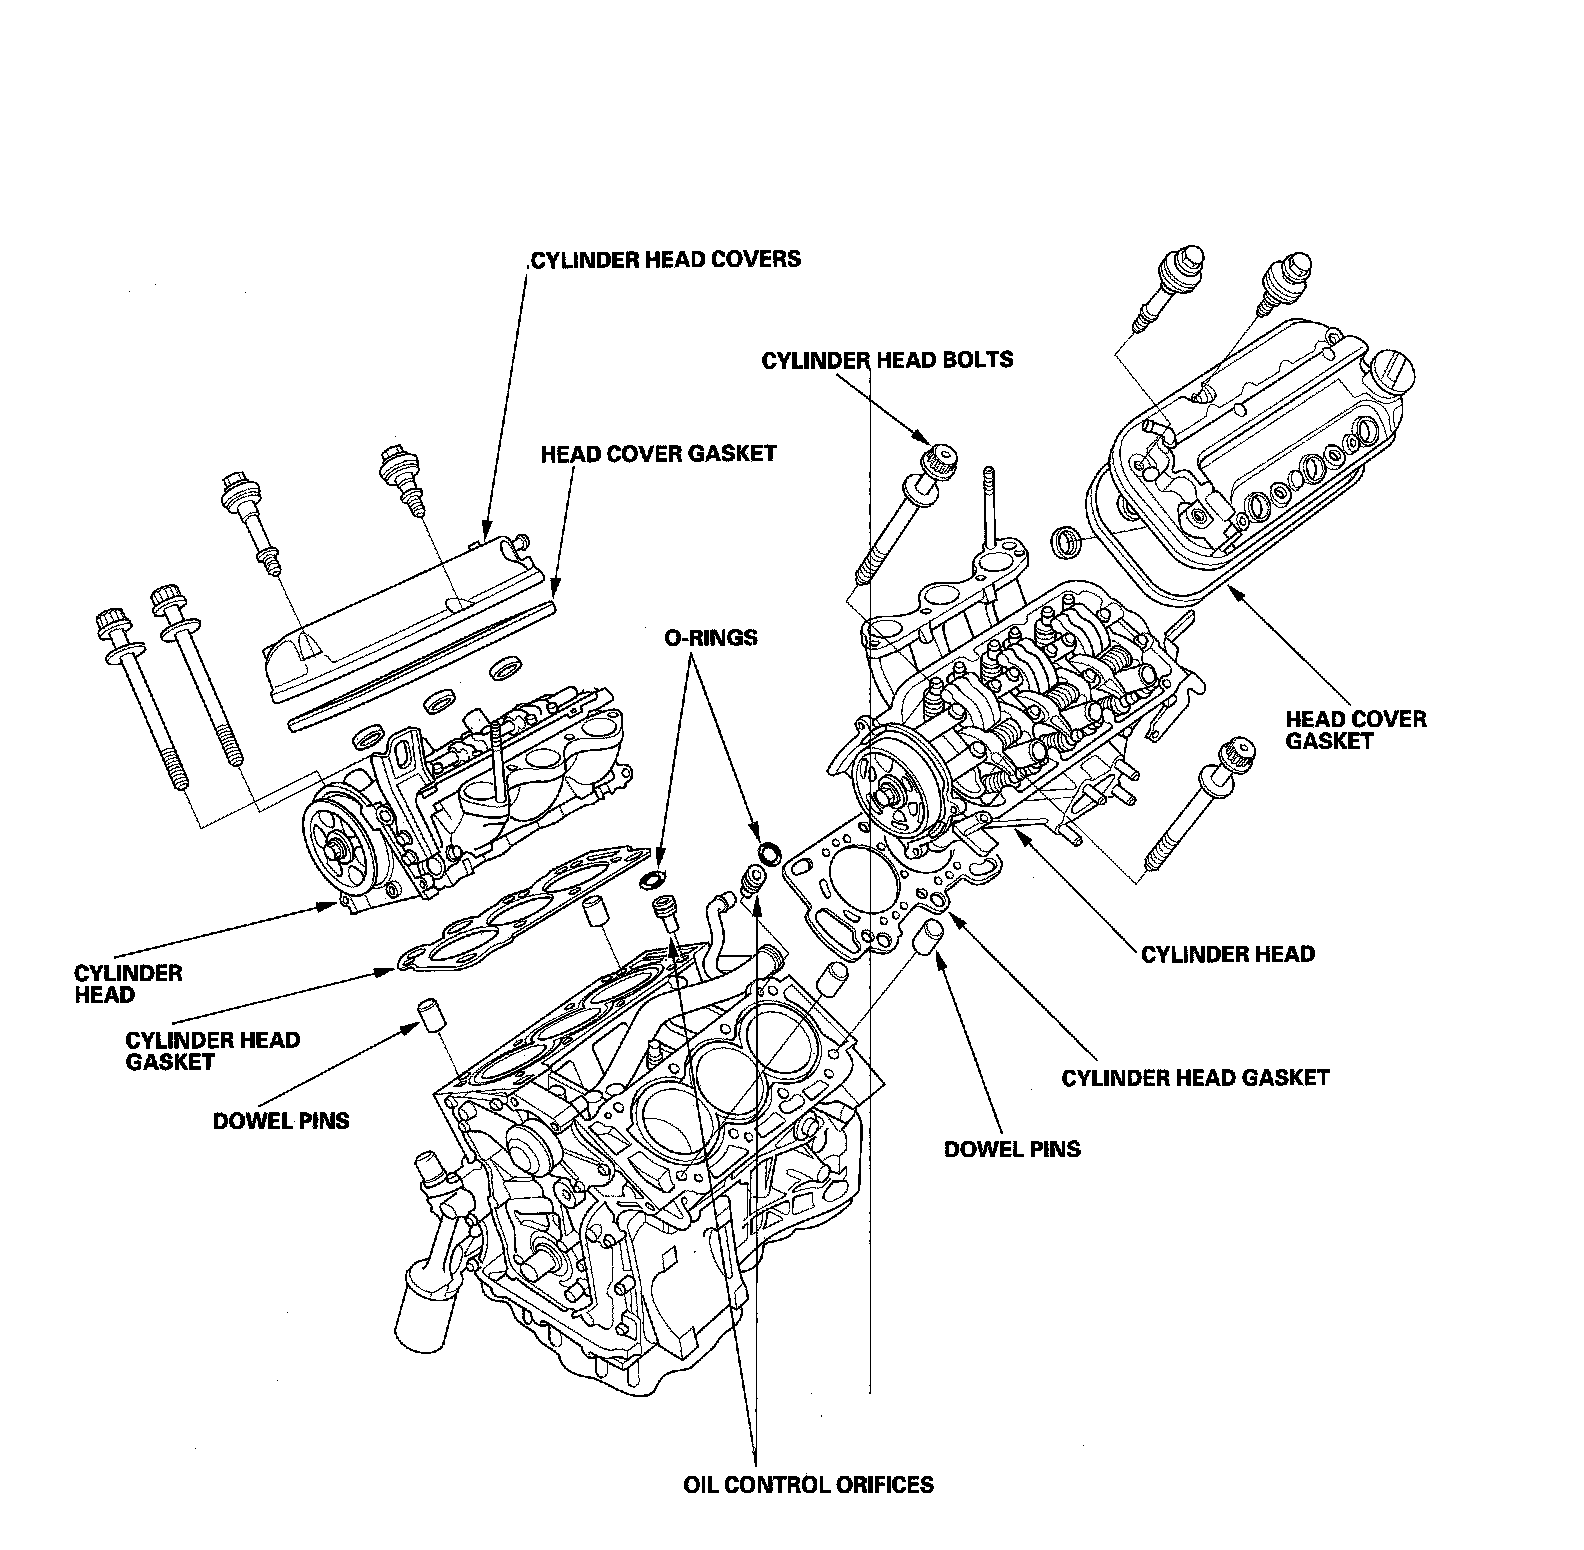 CYLINDER HEAD COVERS
CYLINDER HEAD BOLTS
HEAD COVER GASKET
O-RINGS
HEAD COVER
GASKET
CYLINDER HEAD
CYLINDER
HEAD
CYLINDER HEAD
GASKET
CYLINDER HEAD GASKET
DOWEL PINS
DOWEL PINS
OIL CONTROL ORIFICES